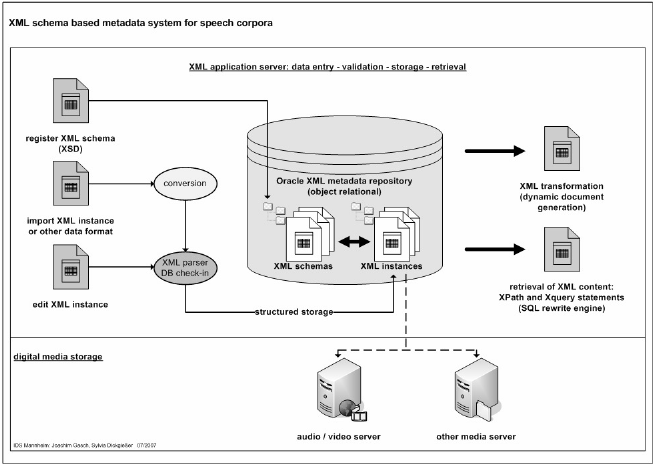 XML schema based metadata system for speech corpora
XML application server: data entry - validation - storage - retrieval
register XML schema
(XSD)
import XML instance
or other data format
edit XML instance
conversion
XML parser
DB check-in
structured storage
Oracle XML metadata repository
(object relational)
XML schemas
XML instances
XML transformation
(dynamic document
generation)
retrieval of XML content:
XPath and Xquery statements
(SQL rewrite engine)
digital media storage
audio / video server
other media server
IDS Mannheim: Joachim Gasch, Sylvia Dickgießer 07/2007